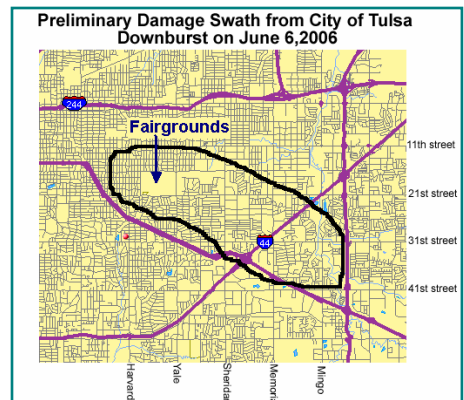 Preliminary Damage Swath from City of Tulsa
Downburst on June 6,2006
244
Fairgrounds
11th street
21st street
44
31st street
41st street
Harvard
Yale
Memoria
Mingo